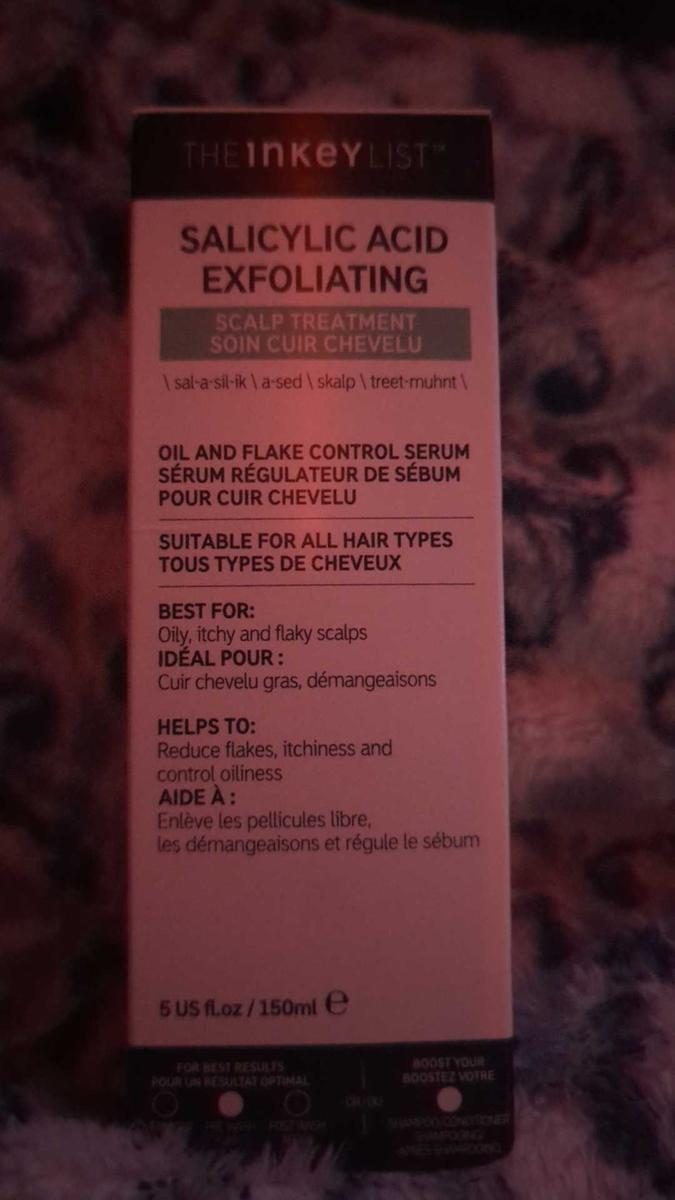 THE INKEY LIST™
SALICYLIC ACID
EXFOLIATING
SCALP TREATMENT
SOIN CUIR CHEVELU
\ sal-a-sil-ik \ a-sed \ skalp \ treet-muhnt \
OIL AND FLAKE CONTROL SERUM
SÉRUM RÉGULATEUR DE SÉBUM
POUR CUIR CHEVELU
SUITABLE FOR ALL HAIR TYPES
TOUS TYPES DE CHEVEUX
BEST FOR:
Oily, itchy and flaky scalps
IDÉAL POUR :
Cuir chevelu gras, démangeaisons
HELPS TO:
Reduce flakes, itchiness and
control oiliness
AIDE À :
Enlève les pellicules libre,
les démangeaisons et régule le sébum
5 US fl.oz / 150ml ℮
FOR BEST RESULTS
POUR UN RÉSULTAT OPTIMAL
PRE WASH
POST WASH
OR/OU
BOOST YOUR
BOOSTEZ VOTRE
SHAMPOO/CONDITIONER
SHAMPOOING/
APRÈS-SHAMPOOING